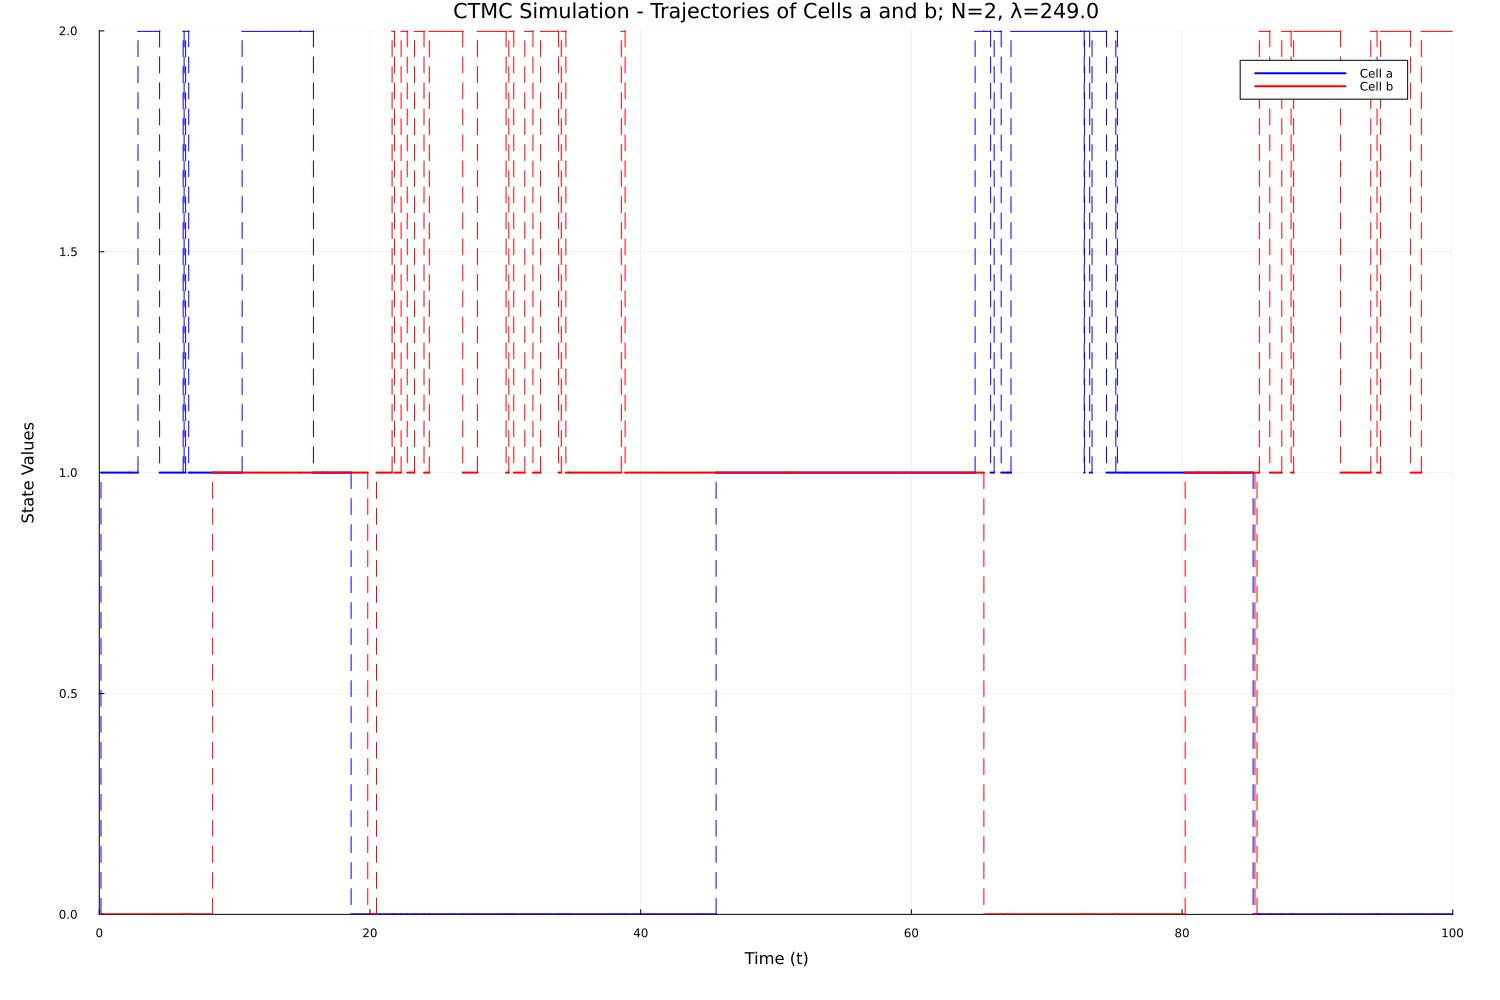 CTMC Simulation - Trajectories of Cells a and b; N=2, λ=249.0
2.0
Cell a
Cell b
1.5
State Values
1.0
0.5
0.0
0 20 40 60 80 100
Time (t)